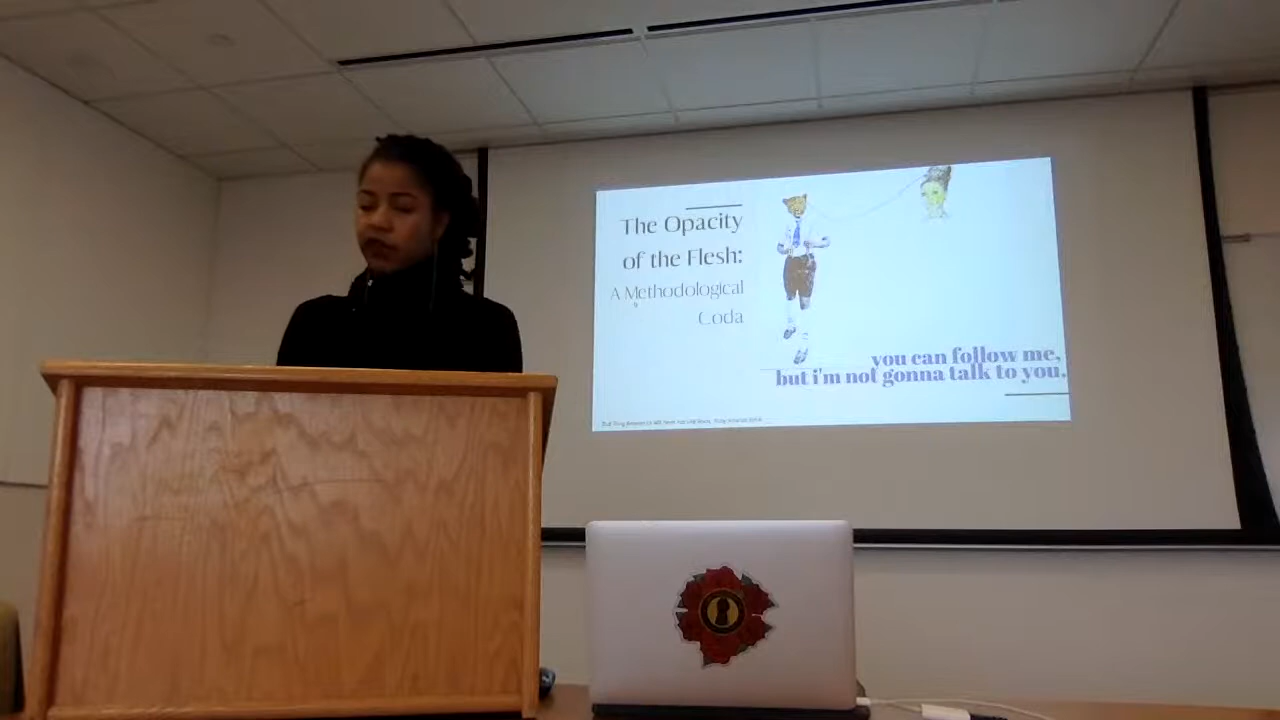 The Opacity
of the Flesh:
A Methodological
Coda
you can follow me,
but i'm not gonna talk to you.